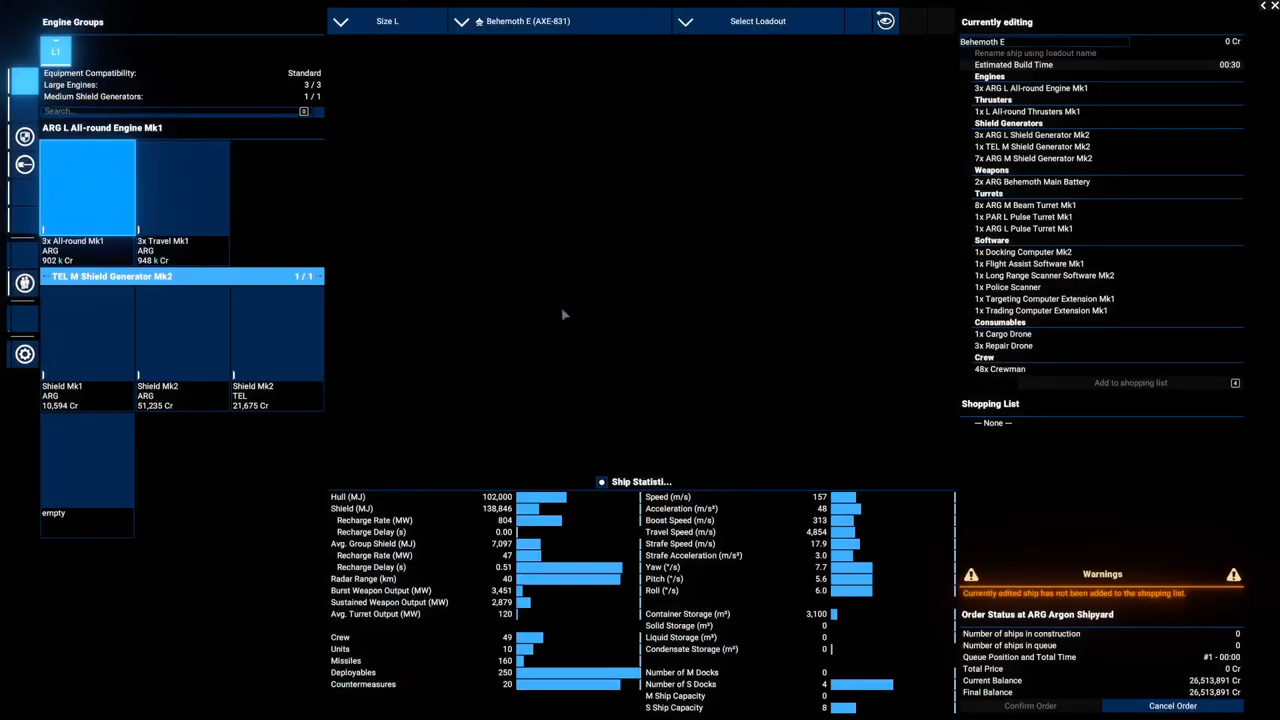 Engine Groups
L1
Equipment Compatibility: Standard
Large Engines: 3 / 3
Medium Shield Generators: 1 / 1
Search...
ARG L All-round Engine Mk1
3x All-round Mk1
ARG
902 k Cr
3x Travel Mk1
ARG
948 k Cr
TEL M Shield Generator Mk2 1 / 1
Shield Mk1
ARG
10,594 Cr
Shield Mk2
ARG
51,235 Cr
Shield Mk2
TEL
21,675 Cr
empty
Size L
Behemoth E (AXE-831)
Select Loadout
Ship Statisti...
Hull (MJ) 102,000
Shield (MJ) 138,846
Recharge Rate (MW) 804
Recharge Delay (s) 0.00
Avg. Group Shield (MJ) 7,097
Recharge Rate (MW) 47
Recharge Delay (s) 0.51
Radar Range (km) 40
Burst Weapon Output (MW) 3,451
Sustained Weapon Output (MW) 2,879
Avg. Turret Output (MW) 120
Crew 49
Units 10
Missiles 160
Deployables 250
Countermeasures 20
Speed (m/s) 157
Acceleration (m/s²) 48
Boost Speed (m/s) 313
Travel Speed (m/s) 4,854
Strafe Speed (m/s) 17.9
Strafe Acceleration (m/s²) 3.0
Yaw (°/s) 7.7
Pitch (°/s) 5.6
Roll (°/s) 6.0
Container Storage (m³) 3,100
Solid Storage (m³) 0
Liquid Storage (m³) 0
Condensate Storage (m³) 0
Number of M Docks 0
Number of S Docks 4
M Ship Capacity 0
S Ship Capacity 8
Currently editing
Behemoth E 0 Cr
Rename ship using loadout name
Estimated Build Time 00:30
Engines
3x ARG L All-round Engine Mk1
Thrusters
1x L All-round Thrusters Mk1
Shield Generators
3x ARG L Shield Generator Mk2
1x TEL M Shield Generator Mk2
7x ARG M Shield Generator Mk2
Weapons
2x ARG Behemoth Main Battery
Turrets
8x ARG M Beam Turret Mk1
1x PAR L Pulse Turret Mk1
1x ARG L Pulse Turret Mk1
Software
1x Docking Computer Mk2
1x Flight Assist Software Mk1
1x Long Range Scanner Software Mk2
1x Police Scanner
1x Targeting Computer Extension Mk1
1x Trading Computer Extension Mk1
Consumables
1x Cargo Drone
3x Repair Drone
Crew
48x Crewman
Add to shopping list
Shopping List
— None —
Warnings
Currently edited ship has not been added to the shopping list.
Order Status at ARG Argon Shipyard
Number of ships in construction 0
Number of ships in queue 0
Queue Position and Total Time #1 - 00:00
Total Price 0 Cr
Current Balance 26,513,891 Cr
Final Balance 26,513,891 Cr
Confirm Order
Cancel Order